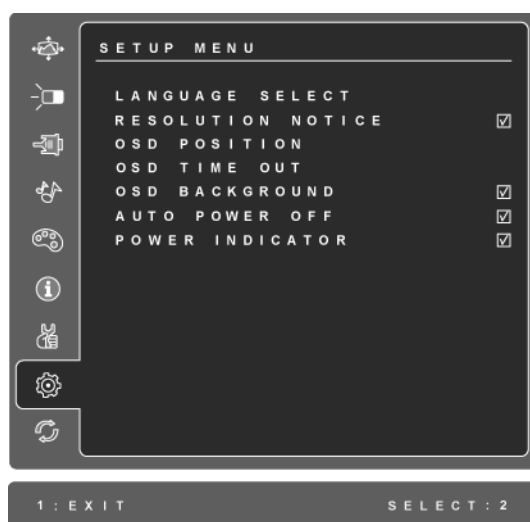 SETUP MENU
LANGUAGE SELECT
RESOLUTION NOTICE ☑
OSD POSITION
OSD TIME OUT
OSD BACKGROUND ☑
AUTO POWER OFF ☑
POWER INDICATOR ☑
1:EXIT SELECT:2